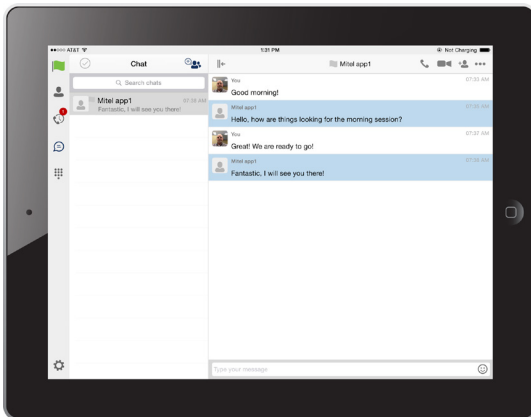 AT&T
1:31 PM
Not Charging
Chat
Mitel app1
Search chats
Mitel app1
07:38 AM
Fantastic, I will see you there!
You
07:35 AM
Good morning!
Mitel app1
Hello, how are things looking for the morning session?
You
07:37 AM
Great! We are ready to go!
Mitel app1
Fantastic, I will see you there!
Type your message